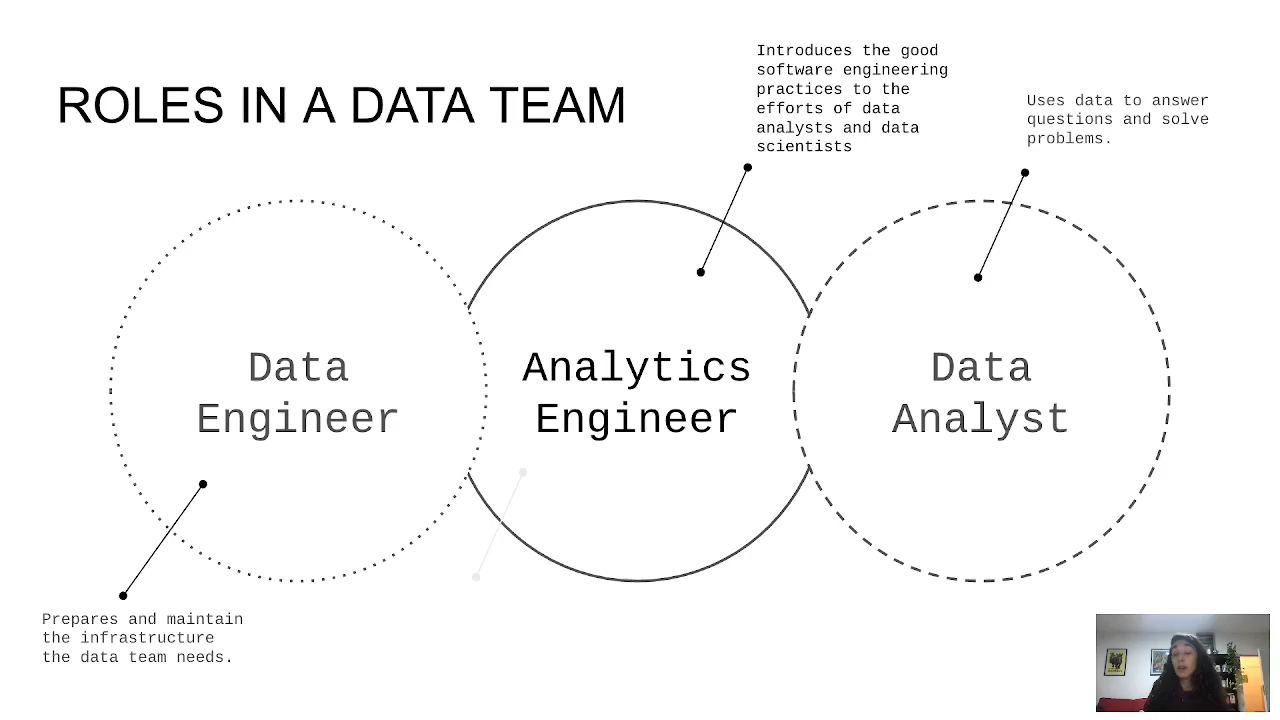 ROLES IN A DATA TEAM
Introduces the good
software engineering
practices to the
efforts of data
analysts and data
scientists
Uses data to answer
questions and solve
problems.
Data
Engineer
Analytics
Engineer
Data
Analyst
Prepares and maintain
the infrastructure
the data team needs.